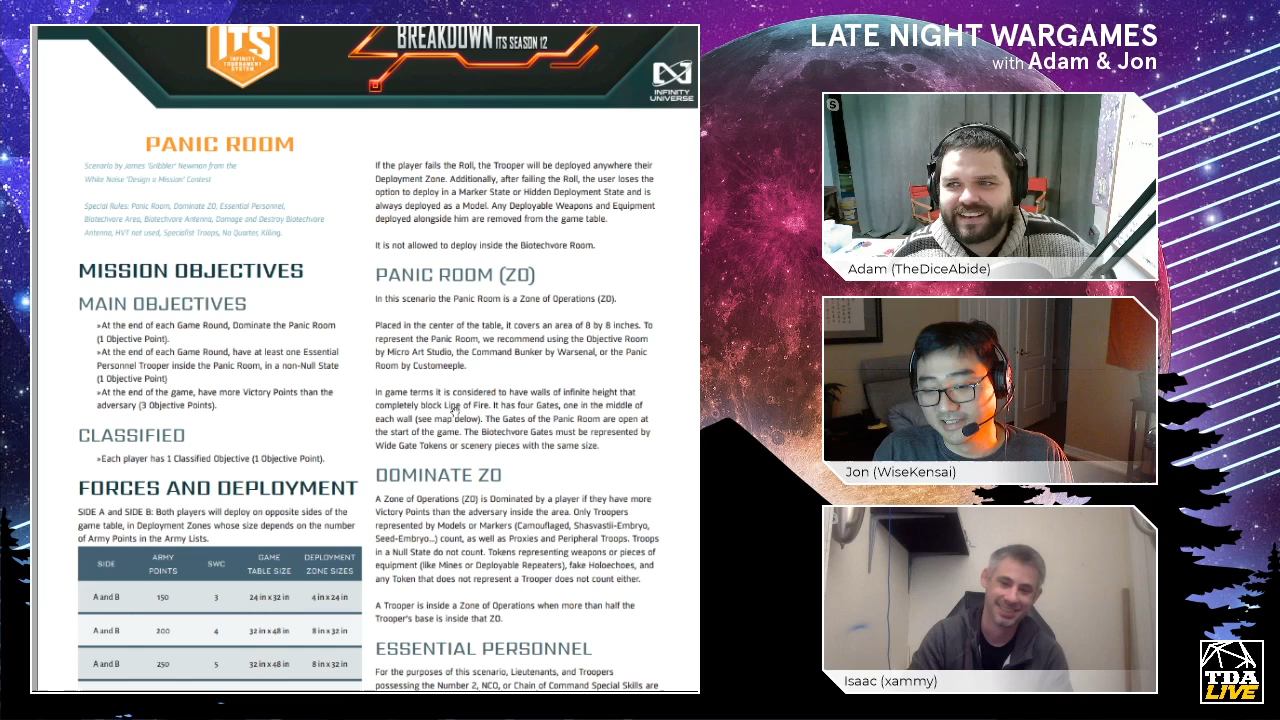 ITS
INFINITY
TOURNAMENT
SYSTEM
BREAKDOWN ITS SEASON 12
INFINITY
UNIVERSE
PANIC ROOM
Scenario by James 'Gribbler' Newman from the
White Noise 'Design a Mission' Contest
Special Rules: Panic Room, Dominate ZO, Essential Personnel,
Biotechvore Area, Biotechvore Antenna, Damage and Destroy Biotechvore
Antenna, HVT not used, Specialist Troops, No Quarter, Killing.
MISSION OBJECTIVES
MAIN OBJECTIVES
»At the end of each Game Round, Dominate the Panic Room
(1 Objective Point).
»At the end of each Game Round, have at least one Essential
Personnel Trooper inside the Panic Room, in a non-Null State
(1 Objective Point)
»At the end of the game, have more Victory Points than the
adversary (3 Objective Points).
CLASSIFIED
»Each player has 1 Classified Objective (1 Objective Point).
FORCES AND DEPLOYMENT
SIDE A and SIDE B: Both players will deploy on opposite sides of the
game table, in Deployment Zones whose size depends on the number
of Army Points in the Army Lists.
SIDE ARMY POINTS SWC GAME TABLE SIZE DEPLOYMENT ZONE SIZES
A and B 150 3 24 in x 32 in 4 in x 24 in
A and B 200 4 32 in x 48 in 8 in x 32 in
A and B 250 5 32 in x 48 in 8 in x 32 in
If the player fails the Roll, the Trooper will be deployed anywhere their
Deployment Zone. Additionally, after failing the Roll, the user loses the
option to deploy in a Marker State or Hidden Deployment State and is
always deployed as a Model. Any Deployable Weapons and Equipment
deployed alongside him are removed from the game table.
It is not allowed to deploy inside the Biotechvore Room.
PANIC ROOM (ZO)
In this scenario the Panic Room is a Zone of Operations (ZO).
Placed in the center of the table, it covers an area of 8 by 8 inches. To
represent the Panic Room, we recommend using the Objective Room
by Micro Art Studio, the Command Bunker by Warsenal, or the Panic
Room by Customeeple.
In game terms it is considered to have walls of infinite height that
completely block Line of Fire. It has four Gates, one in the middle of
each wall (see map below). The Gates of the Panic Room are open at
the start of the game. The Biotechvore Gates must be represented by
Wide Gate Tokens or scenery pieces with the same size.
DOMINATE ZO
A Zone of Operations (ZO) is Dominated by a player if they have more
Victory Points than the adversary inside the area. Only Troopers
represented by Models or Markers (Camouflaged, Shasvastii-Embryo,
Seed-Embryo...) count, as well as Proxies and Peripheral Troops. Troops
in a Null State do not count. Tokens representing weapons or pieces of
equipment (like Mines or Deployable Repeaters), fake Holoechoes, and
any Token that does not represent a Trooper does not count either.
A Trooper is inside a Zone of Operations when more than half the
Trooper's base is inside that ZO.
ESSENTIAL PERSONNEL
For the purposes of this scenario, Lieutenants, and Troopers
possessing the Number 2, NCO, or Chain of Command Special Skills are
LATE NIGHT WARGAMES
with Adam & Jon
Adam (TheDiceAbide)
Jon (WiseKensai)
Isaac (xammy)
TDA
LIVE